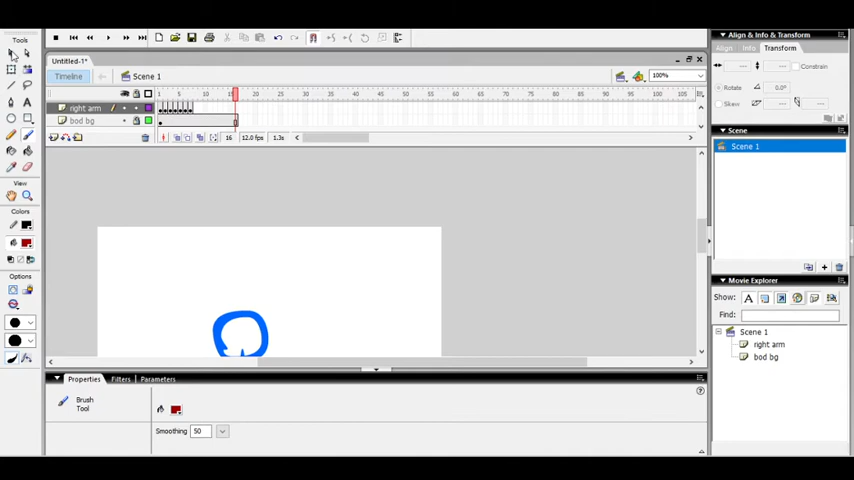 Tools
Untitled-1*
Timeline
Scene 1
100%
1 5 10 15 20 25 30 35 40 45 50 55 60 65 70 75 80 85 90 95 100 105
right arm
bod bg
16 12.0 fps 1.3s
View
Colors
Options
Properties Filters Parameters
Brush
Tool
Smoothing 50
Align & Info & Transform
Align Info Transform
Constrain
Rotate 0.0°
Skew
Scene
Scene 1
Movie Explorer
Show: A
Find:
Scene 1
right arm
bod bg